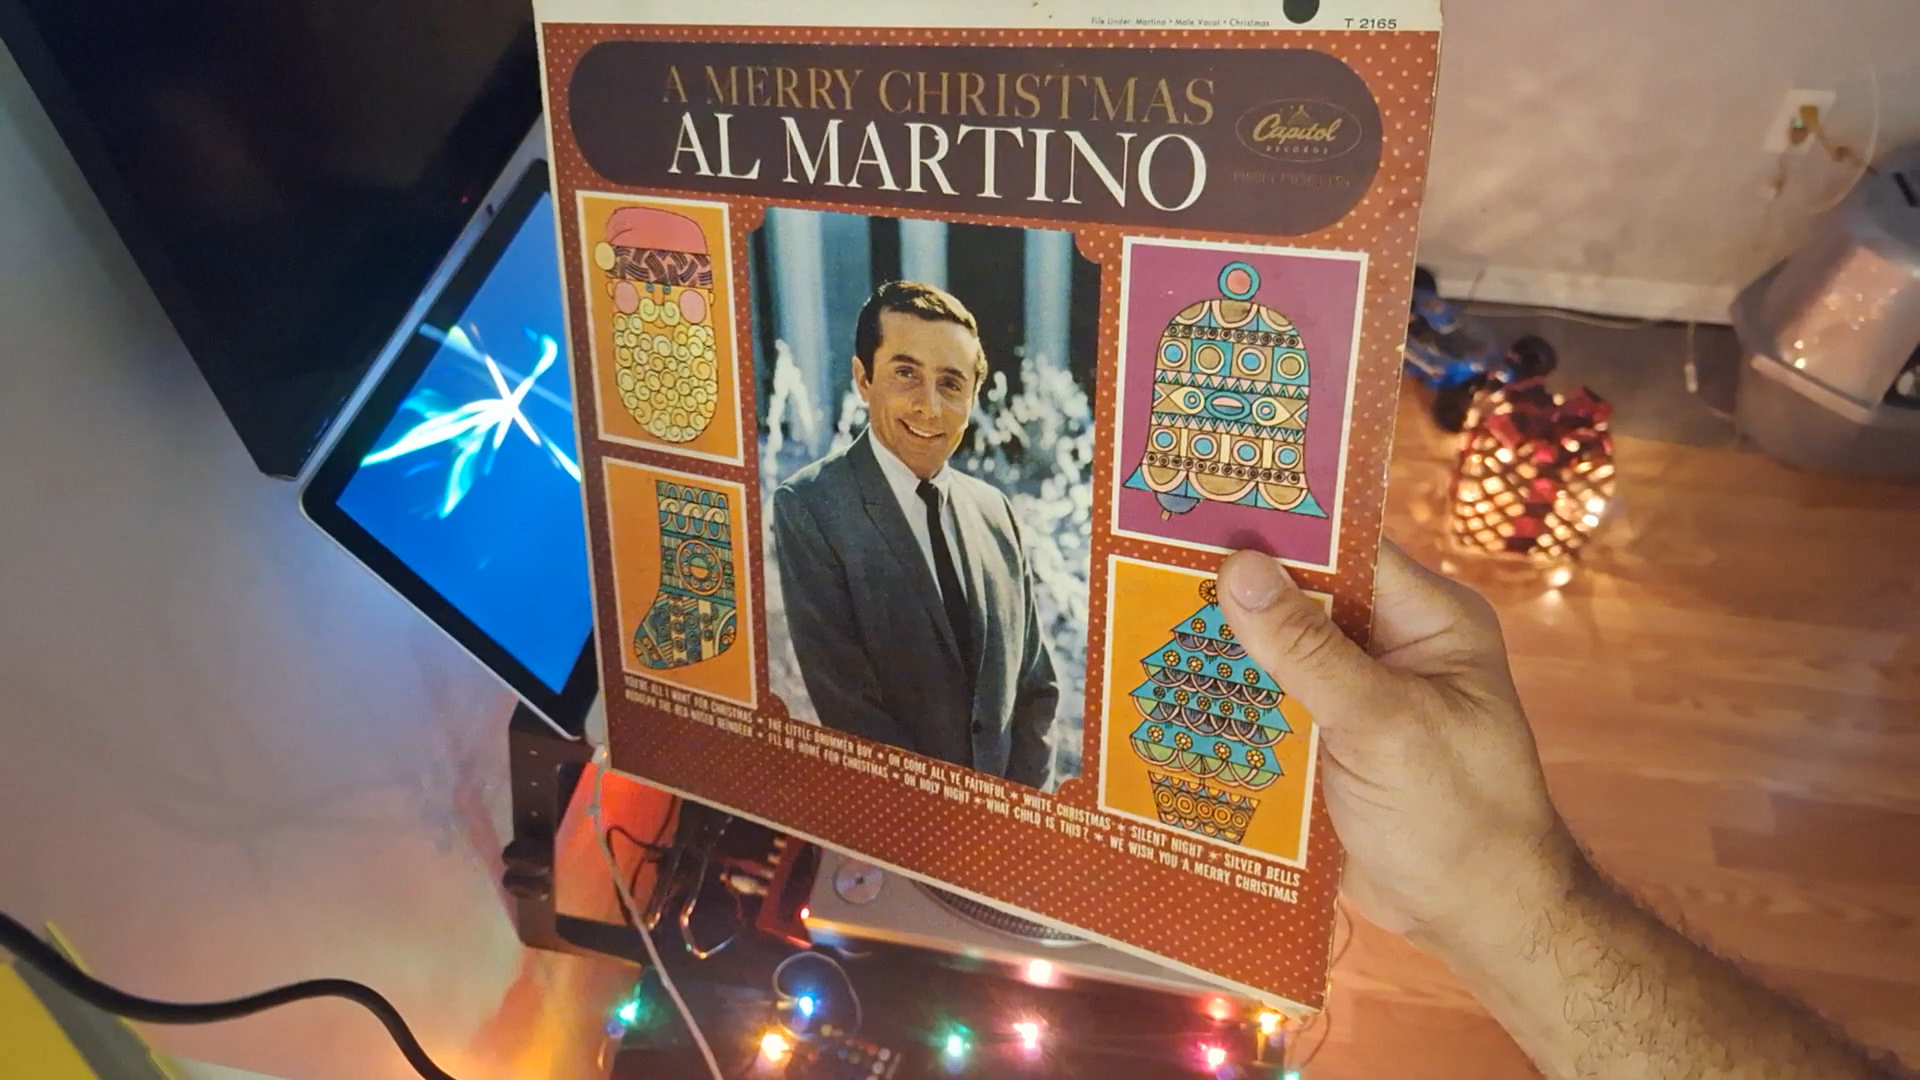 File Under: Martino • Male Vocal • Christmas
T 2165
A MERRY CHRISTMAS
AL MARTINO
Capitol
RECORDS
HIGH FIDELITY
YOU'RE ALL I WANT FOR CHRISTMAS * THE LITTLE DRUMMER BOY * OH COME ALL YE FAITHFUL * WHITE CHRISTMAS * SILENT NIGHT * SILVER BELLS
RUDOLPH THE RED-NOSED REINDEER * I'LL BE HOME FOR CHRISTMAS * OH HOLY NIGHT * WHAT CHILD IS THIS? * WE WISH YOU A MERRY CHRISTMAS